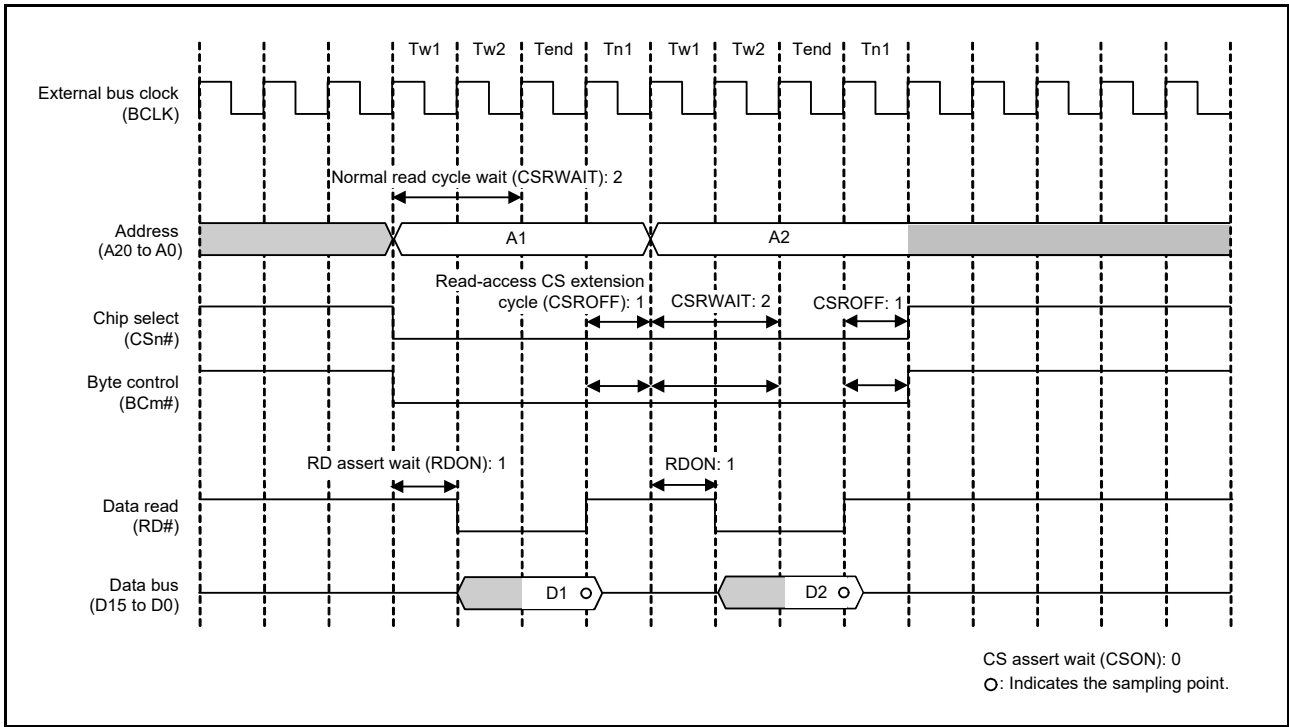 Tw1 Tw2 Tend Tn1 Tw1 Tw2 Tend Tn1
External bus clock
(BCLK)
Normal read cycle wait (CSRWAIT): 2
Address
(A20 to A0)
A1
A2
Read-access CS extension
cycle (CSROFF): 1
CSRWAIT: 2
CSROFF: 1
Chip select
(CSn#)
Byte control
(BCm#)
RD assert wait (RDON): 1
RDON: 1
Data read
(RD#)
Data bus
(D15 to D0)
D1
D2
CS assert wait (CSON): 0
: Indicates the sampling point.